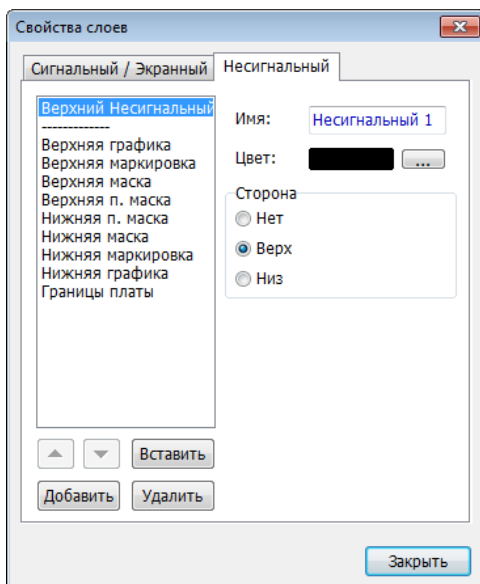 Свойства слоев
Сигнальный / Экранный
Несигнальный
Верхний Несигнальный
-------------
Верхняя графика
Верхняя маркировка
Верхняя маска
Верхняя п. маска
Нижняя п. маска
Нижняя маска
Нижняя маркировка
Нижняя графика
Границы платы
Имя: Несигнальный 1
Цвет: ...
Сторона
Нет
Верх
Низ
Вставить
Добавить Удалить
Закрыть